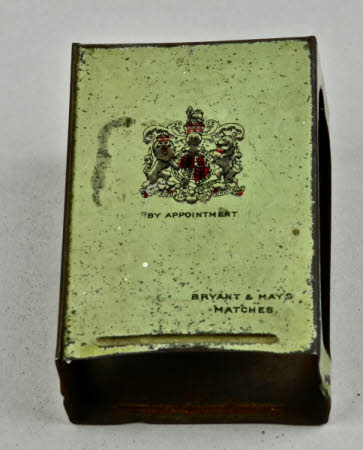 BY APPOINTMENT
BRYANT & MAY'S
MATCHES.